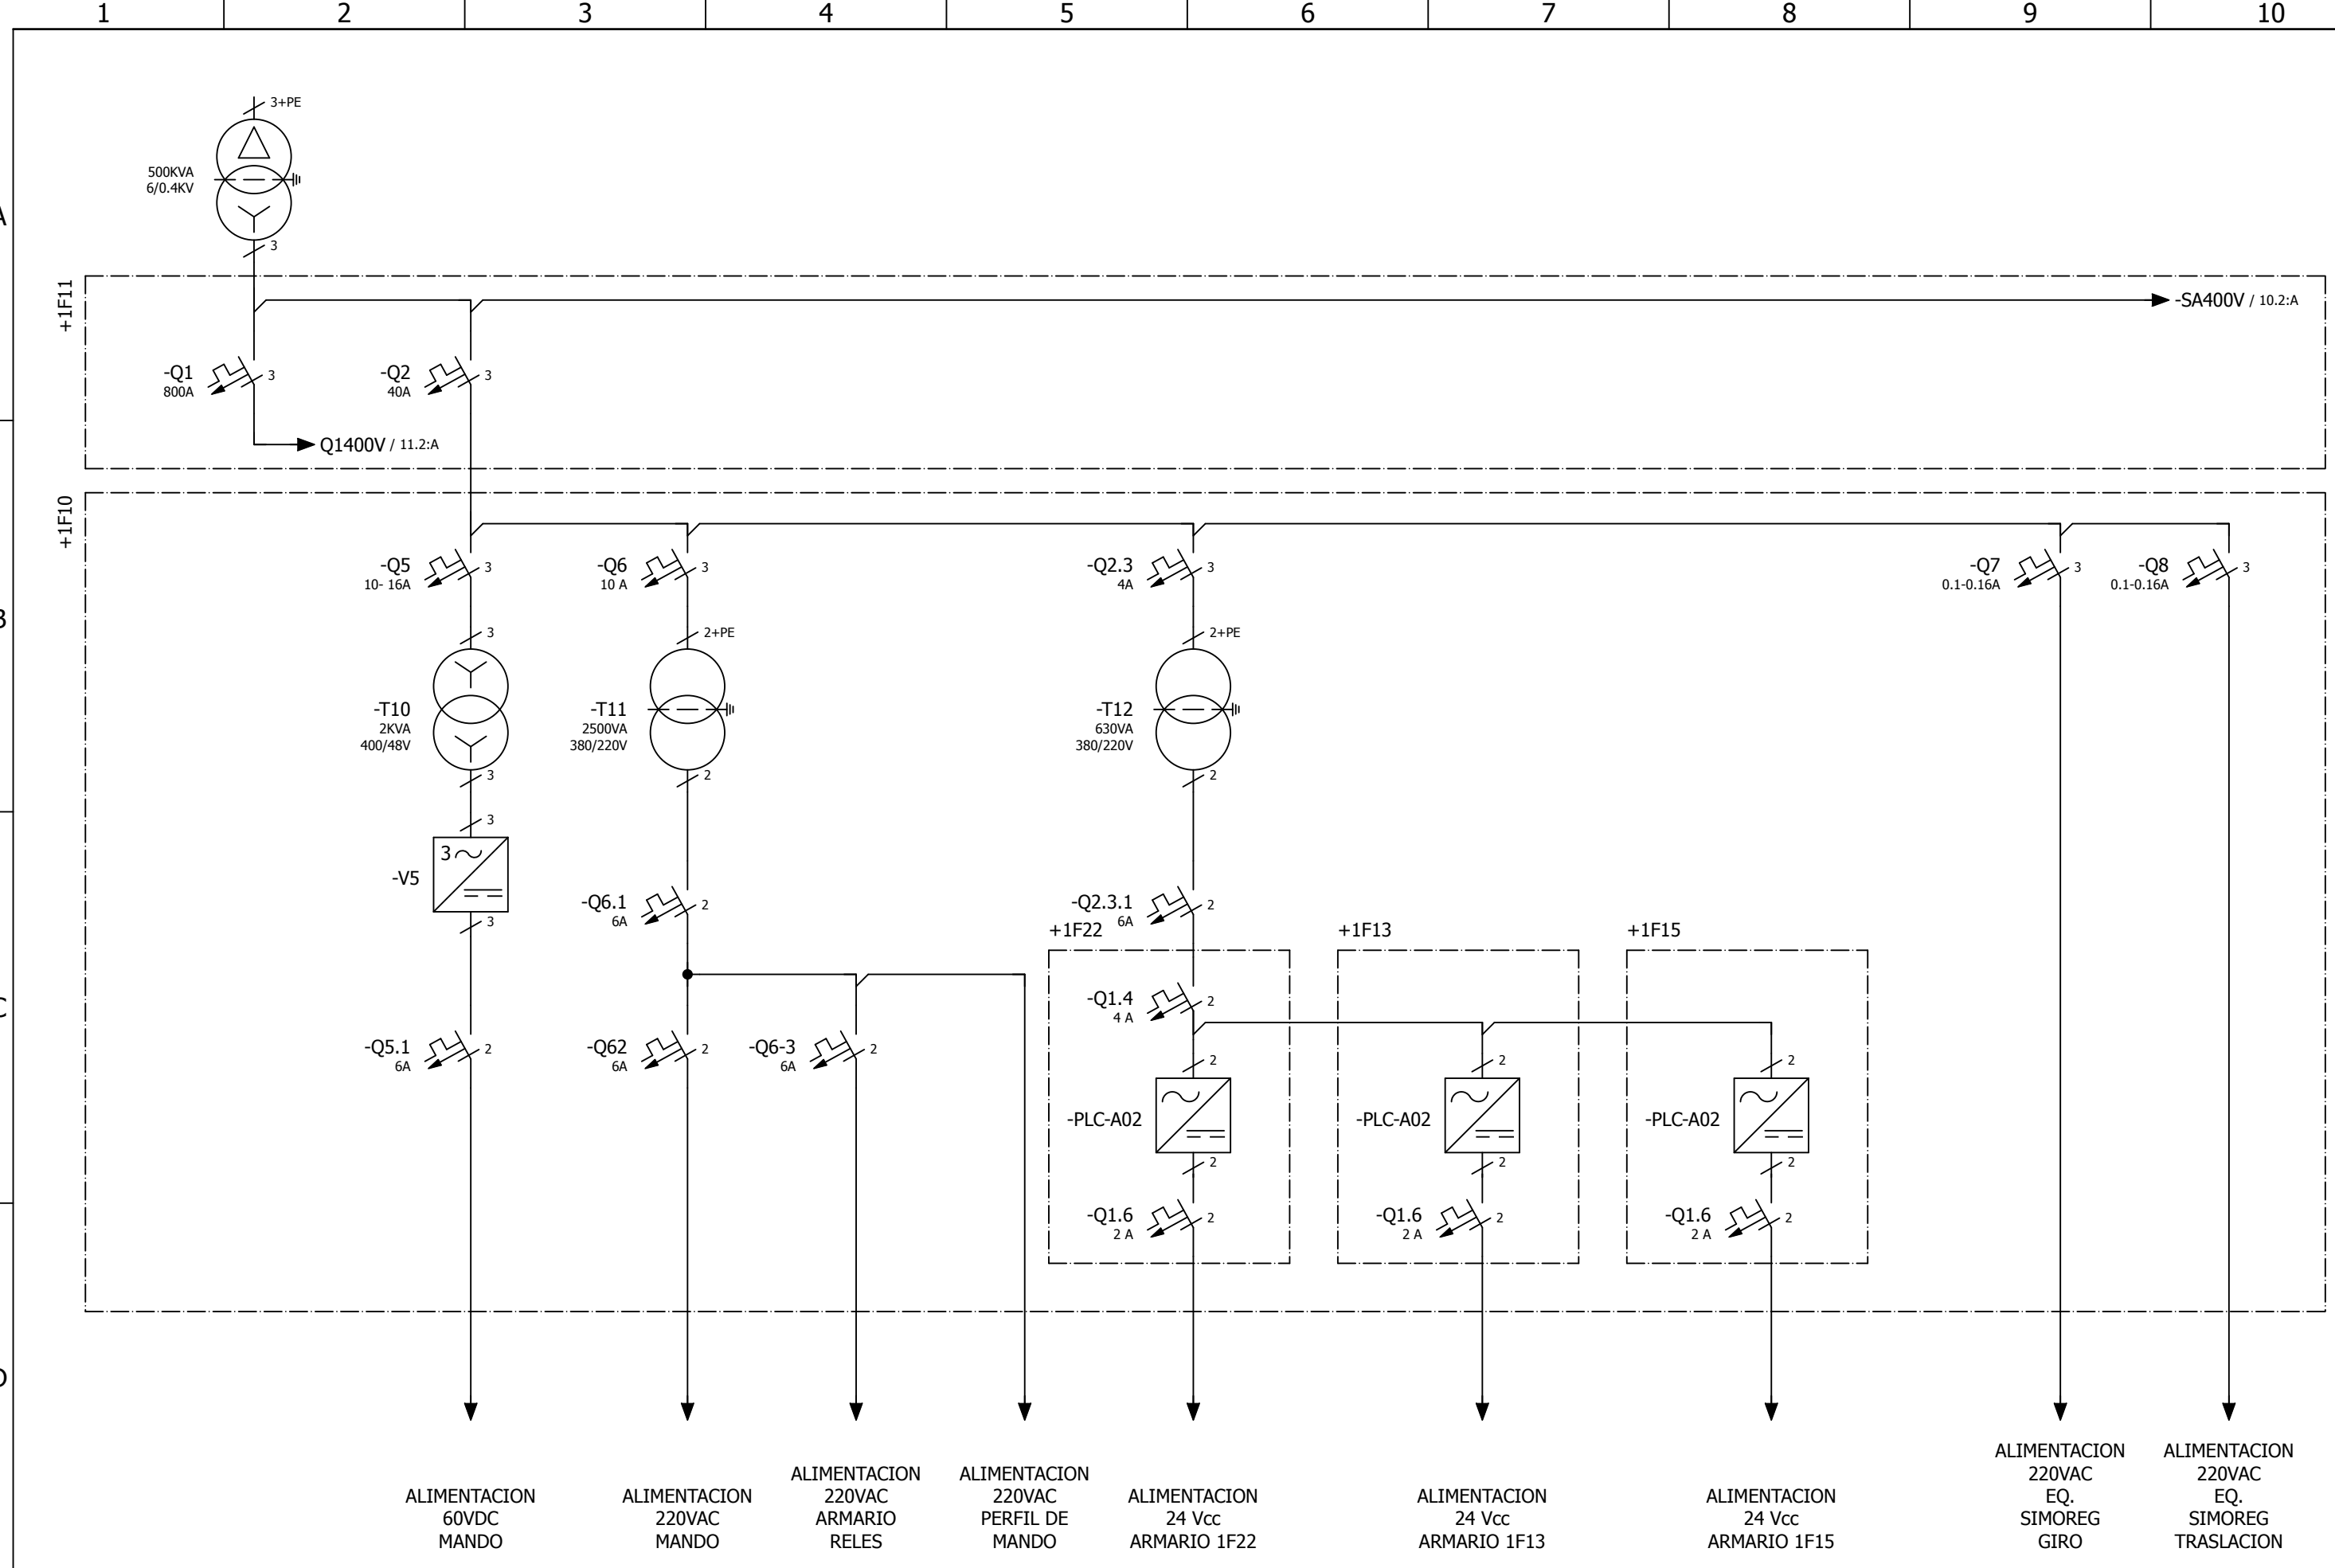 1 2 3 4 5 6 7 8 9 10
3+PE
500KVA
6/0.4KV
A
3
+1F11
-SA400V / 10.2:A
-Q1
800A
3
-Q2
40A
3
Q1400V / 11.2:A
+1F10
-Q5
10- 16A
3
-Q6
10 A
3
-Q2.3
4A
3
-Q7
0.1-0.16A
3
-Q8
0.1-0.16A
3
B
3
2+PE
2+PE
-T10
2KVA
400/48V
-T11
2500VA
380/220V
-T12
630VA
380/220V
3
2
2
3
3
-V5
3
-Q6.1
6A
2
-Q2.3.1
6A
2
+1F22
+1F13
+1F15
C
-Q1.4
4 A
2
-Q5.1
6A
2
-Q62
6A
2
-Q6-3
6A
2
2
2
2
-PLC-A02
-PLC-A02
-PLC-A02
2
2
2
-Q1.6
2 A
2
-Q1.6
2 A
2
-Q1.6
2 A
2
D
ALIMENTACION
60VDC
MANDO
ALIMENTACION
220VAC
MANDO
ALIMENTACION
220VAC
ARMARIO
RELES
ALIMENTACION
220VAC
PERFIL DE
MANDO
ALIMENTACION
24 Vcc
ARMARIO 1F22
ALIMENTACION
24 Vcc
ARMARIO 1F13
ALIMENTACION
24 Vcc
ARMARIO 1F15
ALIMENTACION
220VAC
EQ.
SIMOREG
GIRO
ALIMENTACION
220VAC
EQ.
SIMOREG
TRASLACION